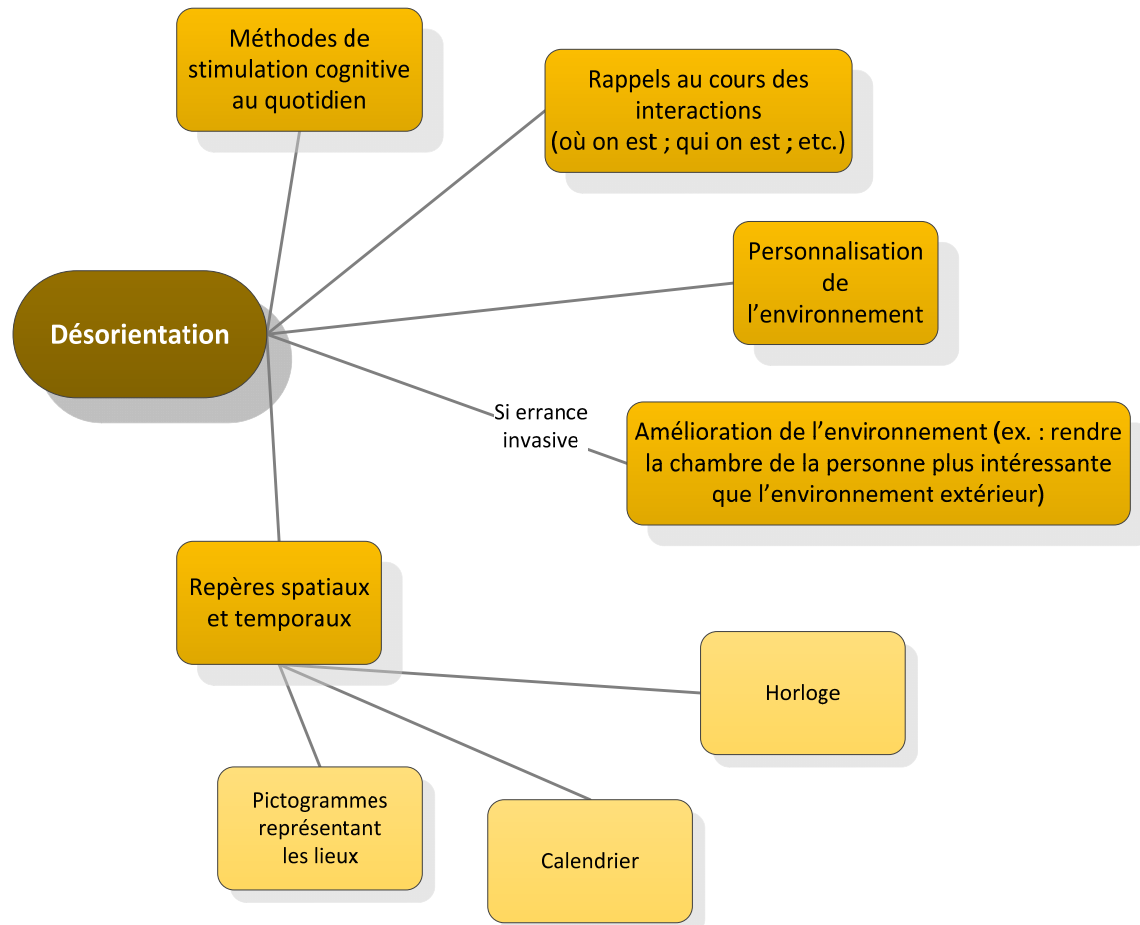 Méthodes de
stimulation cognitive
au quotidien
Rappels au cours des
interactions
(où on est ; qui on est ; etc.)
Personnalisation
de
l’environnement
Désorientation
Si errance
invasive
Amélioration de l’environnement (ex. : rendre
la chambre de la personne plus intéressante
que l’environnement extérieur)
Repères spatiaux
et temporaux
Horloge
Pictogrammes
représentant
les lieux
Calendrier